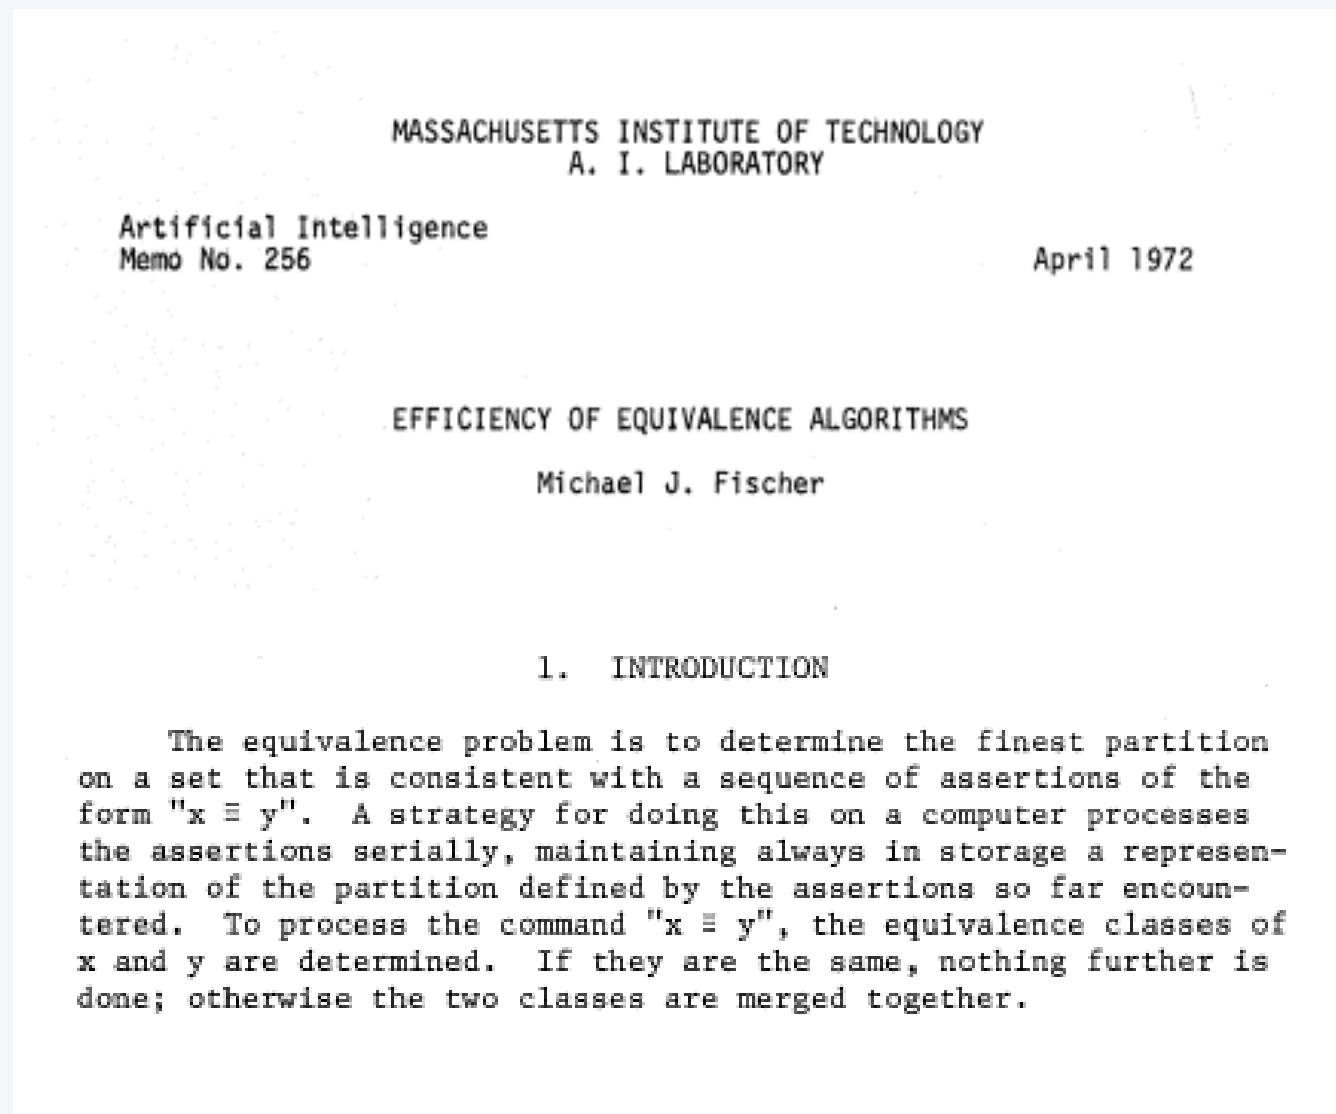 MASSACHUSETTS INSTITUTE OF TECHNOLOGY
A. I. LABORATORY
Artificial Intelligence
Memo No. 256 April 1972
EFFICIENCY OF EQUIVALENCE ALGORITHMS
Michael J. Fischer
1. INTRODUCTION
The equivalence problem is to determine the finest partition
on a set that is consistent with a sequence of assertions of the
form "x ≡ y". A strategy for doing this on a computer processes
the assertions serially, maintaining always in storage a represen-
tation of the partition defined by the assertions so far encoun-
tered. To process the command "x ≡ y", the equivalence classes of
x and y are determined. If they are the same, nothing further is
done; otherwise the two classes are merged together.